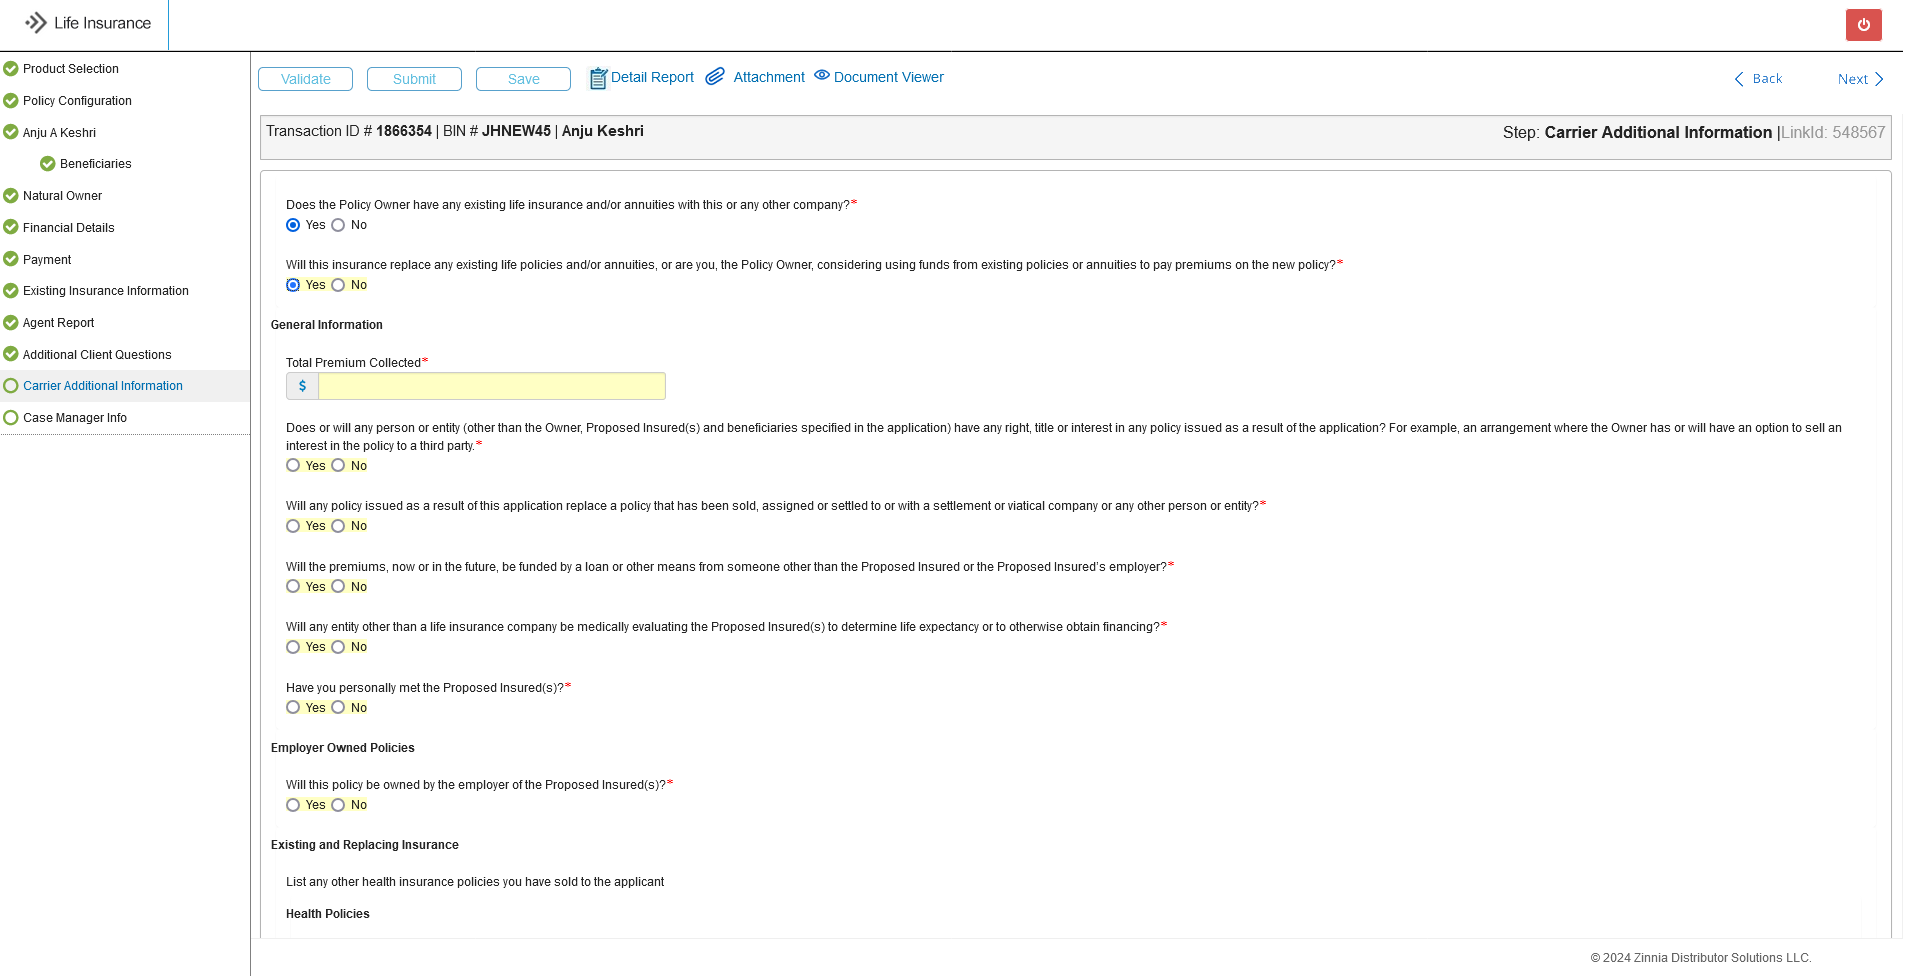 Life Insurance
Product Selection
Policy Configuration
Anju A Keshri
Beneficiaries
Natural Owner
Financial Details
Payment
Existing Insurance Information
Agent Report
Additional Client Questions
Carrier Additional Information
Case Manager Info
Validate Submit Save Detail Report Attachment Document Viewer Back Next
Transaction ID # 1866354 | BIN # JHNEW45 | Anju Keshri Step: Carrier Additional Information |LinkId: 548567
Does the Policy Owner have any existing life insurance and/or annuities with this or any other company?*
Yes No
Will this insurance replace any existing life policies and/or annuities, or are you, the Policy Owner, considering using funds from existing policies or annuities to pay premiums on the new policy?*
Yes No
General Information
Total Premium Collected*
$
Does or will any person or entity (other than the Owner, Proposed Insured(s) and beneficiaries specified in the application) have any right, title or interest in any policy issued as a result of the application? For example, an arrangement where the Owner has or will have an option to sell an
interest in the policy to a third party.*
Yes No
Will any policy issued as a result of this application replace a policy that has been sold, assigned or settled to or with a settlement or viatical company or any other person or entity?*
Yes No
Will the premiums, now or in the future, be funded by a loan or other means from someone other than the Proposed Insured or the Proposed Insured's employer?*
Yes No
Will any entity other than a life insurance company be medically evaluating the Proposed Insured(s) to determine life expectancy or to otherwise obtain financing?*
Yes No
Have you personally met the Proposed Insured(s)?*
Yes No
Employer Owned Policies
Will this policy be owned by the employer of the Proposed Insured(s)?*
Yes No
Existing and Replacing Insurance
List any other health insurance policies you have sold to the applicant
Health Policies
© 2024 Zinnia Distributor Solutions LLC.